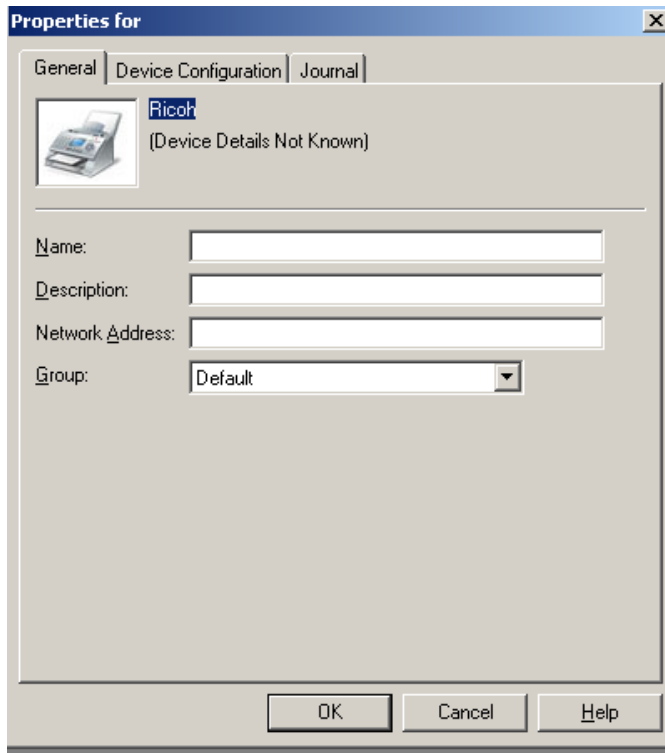 Properties for
General Device Configuration Journal
Ricoh
(Device Details Not Known)
Name:
Description:
Network Address:
Group: Default
OK Cancel Help